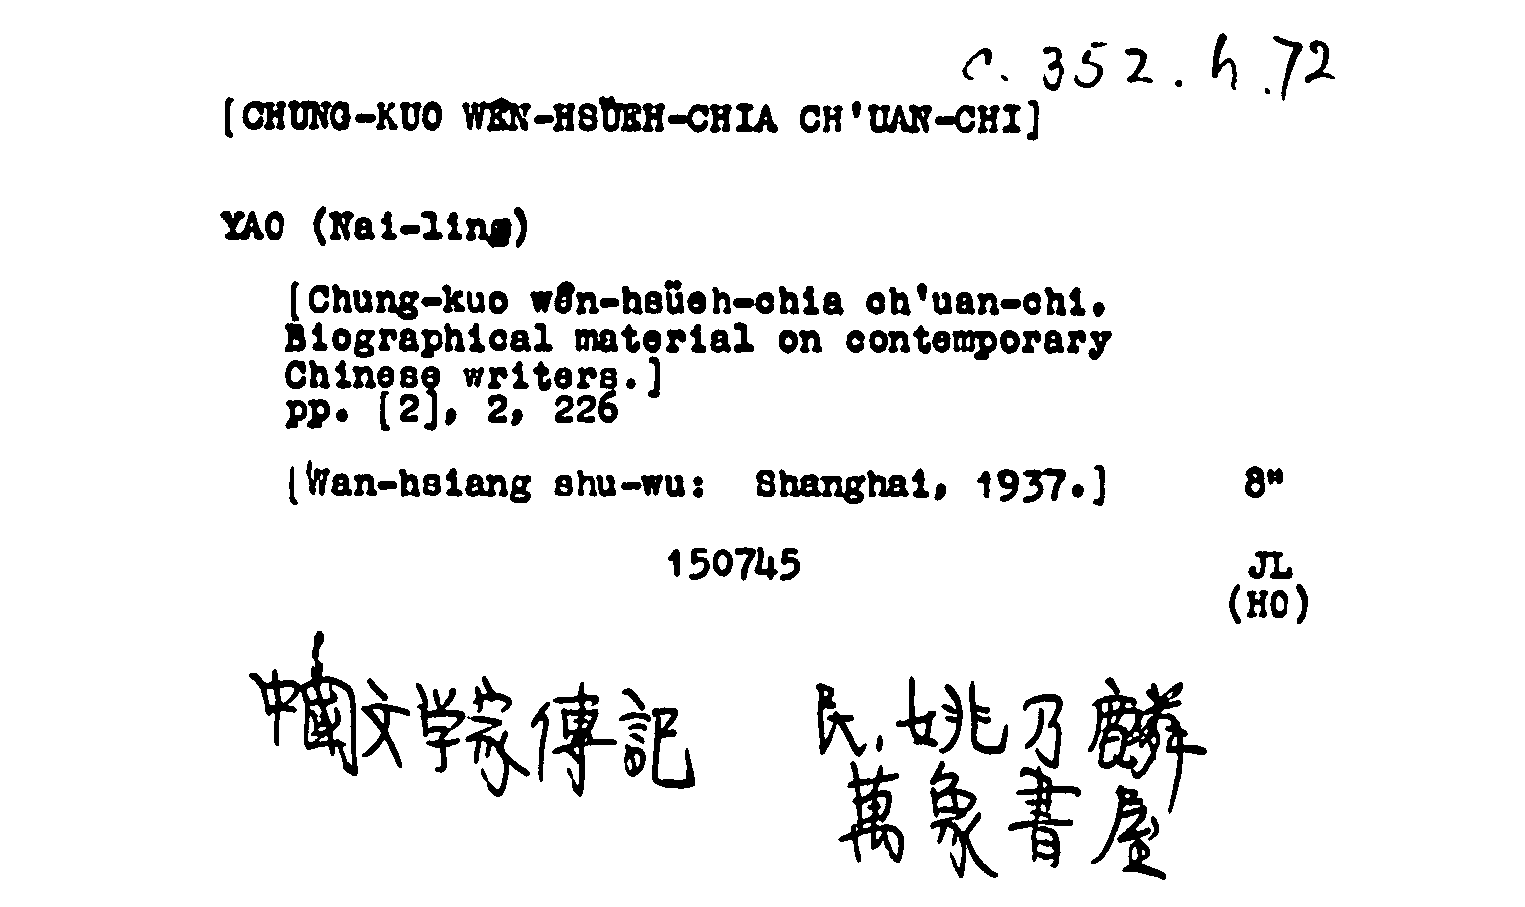 c. 352. h. 72
[CHUNG-KUO WÊN-HSÜEH-CHIA CH'UAN-CHI]
YAO (Nai-ling)
[Chung-kuo wên-hsüeh-chia ch'uan-chi.
Biographical material on contemporary
Chinese writers.]
pp. [2], 2, 226
[Wan-hsiang shu-wu: Shanghai, 1937.] 8"
150745 JL
(HO)
中國文学家傳記 民, 姚乃麟
萬象書屋